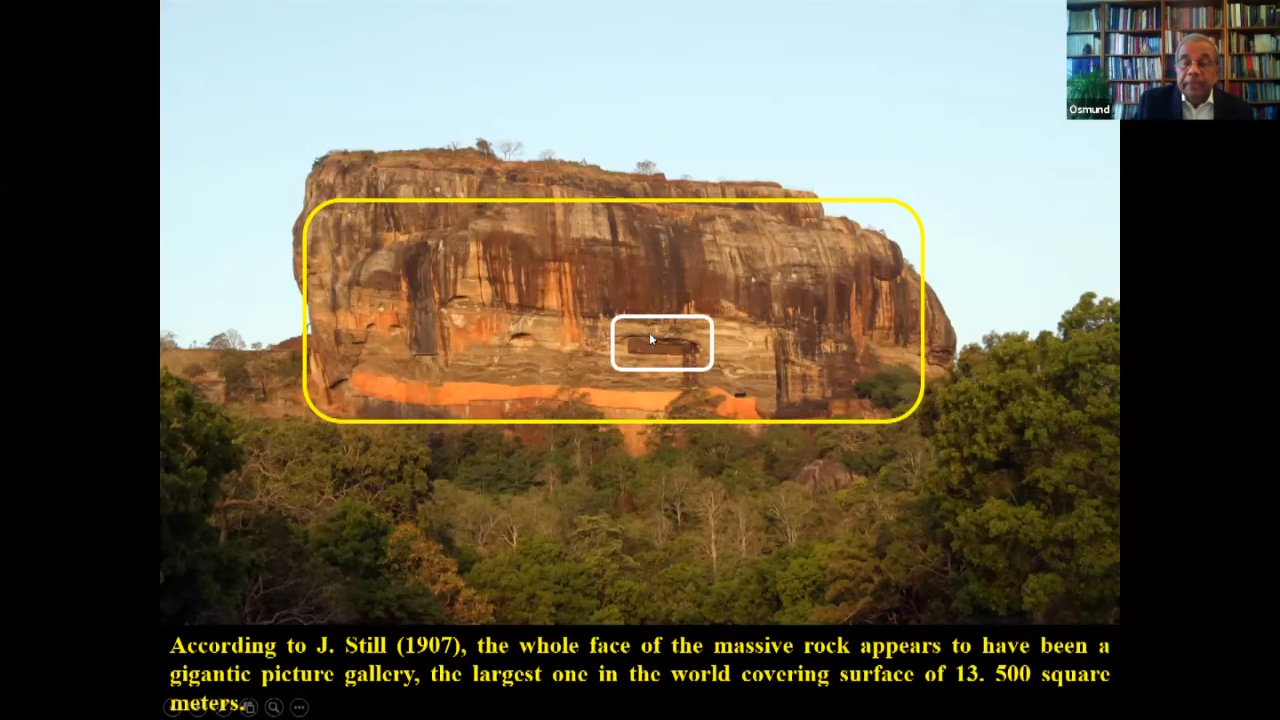 Osmund
According to J. Still (1907), the whole face of the massive rock appears to have been a
gigantic picture gallery, the largest one in the world covering surface of 13. 500 square
meters.